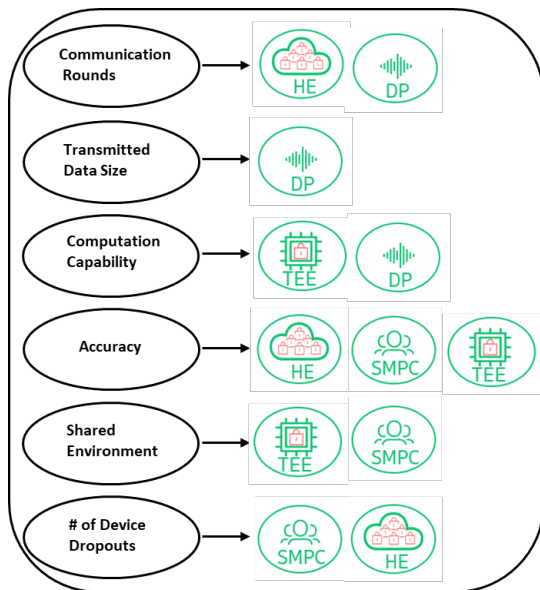 Communication
Rounds
HE
DP
Transmitted
Data Size
DP
Computation
Capability
TEE
DP
Accuracy
HE
SMPC
TEE
Shared
Environment
TEE
SMPC
# of Device
Dropouts
SMPC
HE